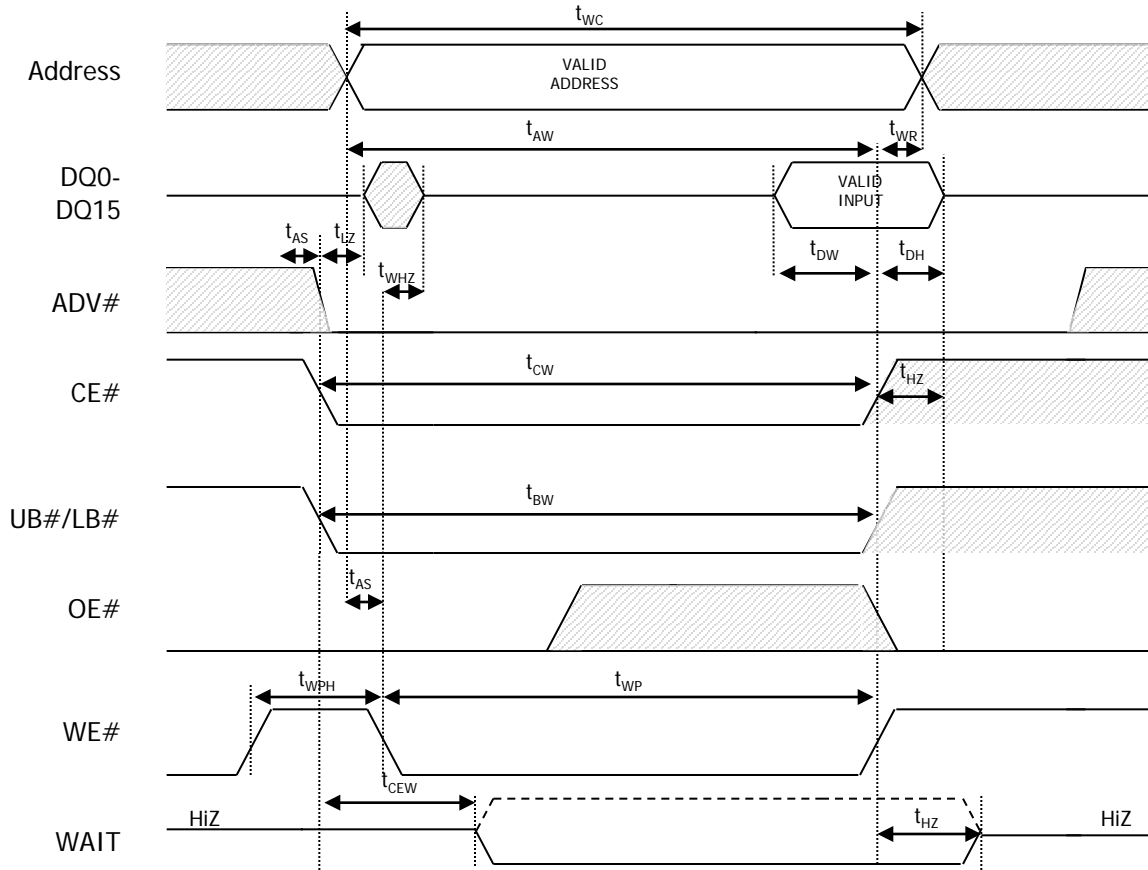 tWC
Address
VALID
ADDRESS
tAW
tWR
DQ0-
DQ15
VALID
INPUT
tAS
tLZ
tWHZ
tDW
tDH
ADV#
tCW
CE#
tHZ
tBW
UB#/LB#
tAS
OE#
tWPH
tWP
WE#
tCEW
HiZ
tHZ
HiZ
WAIT